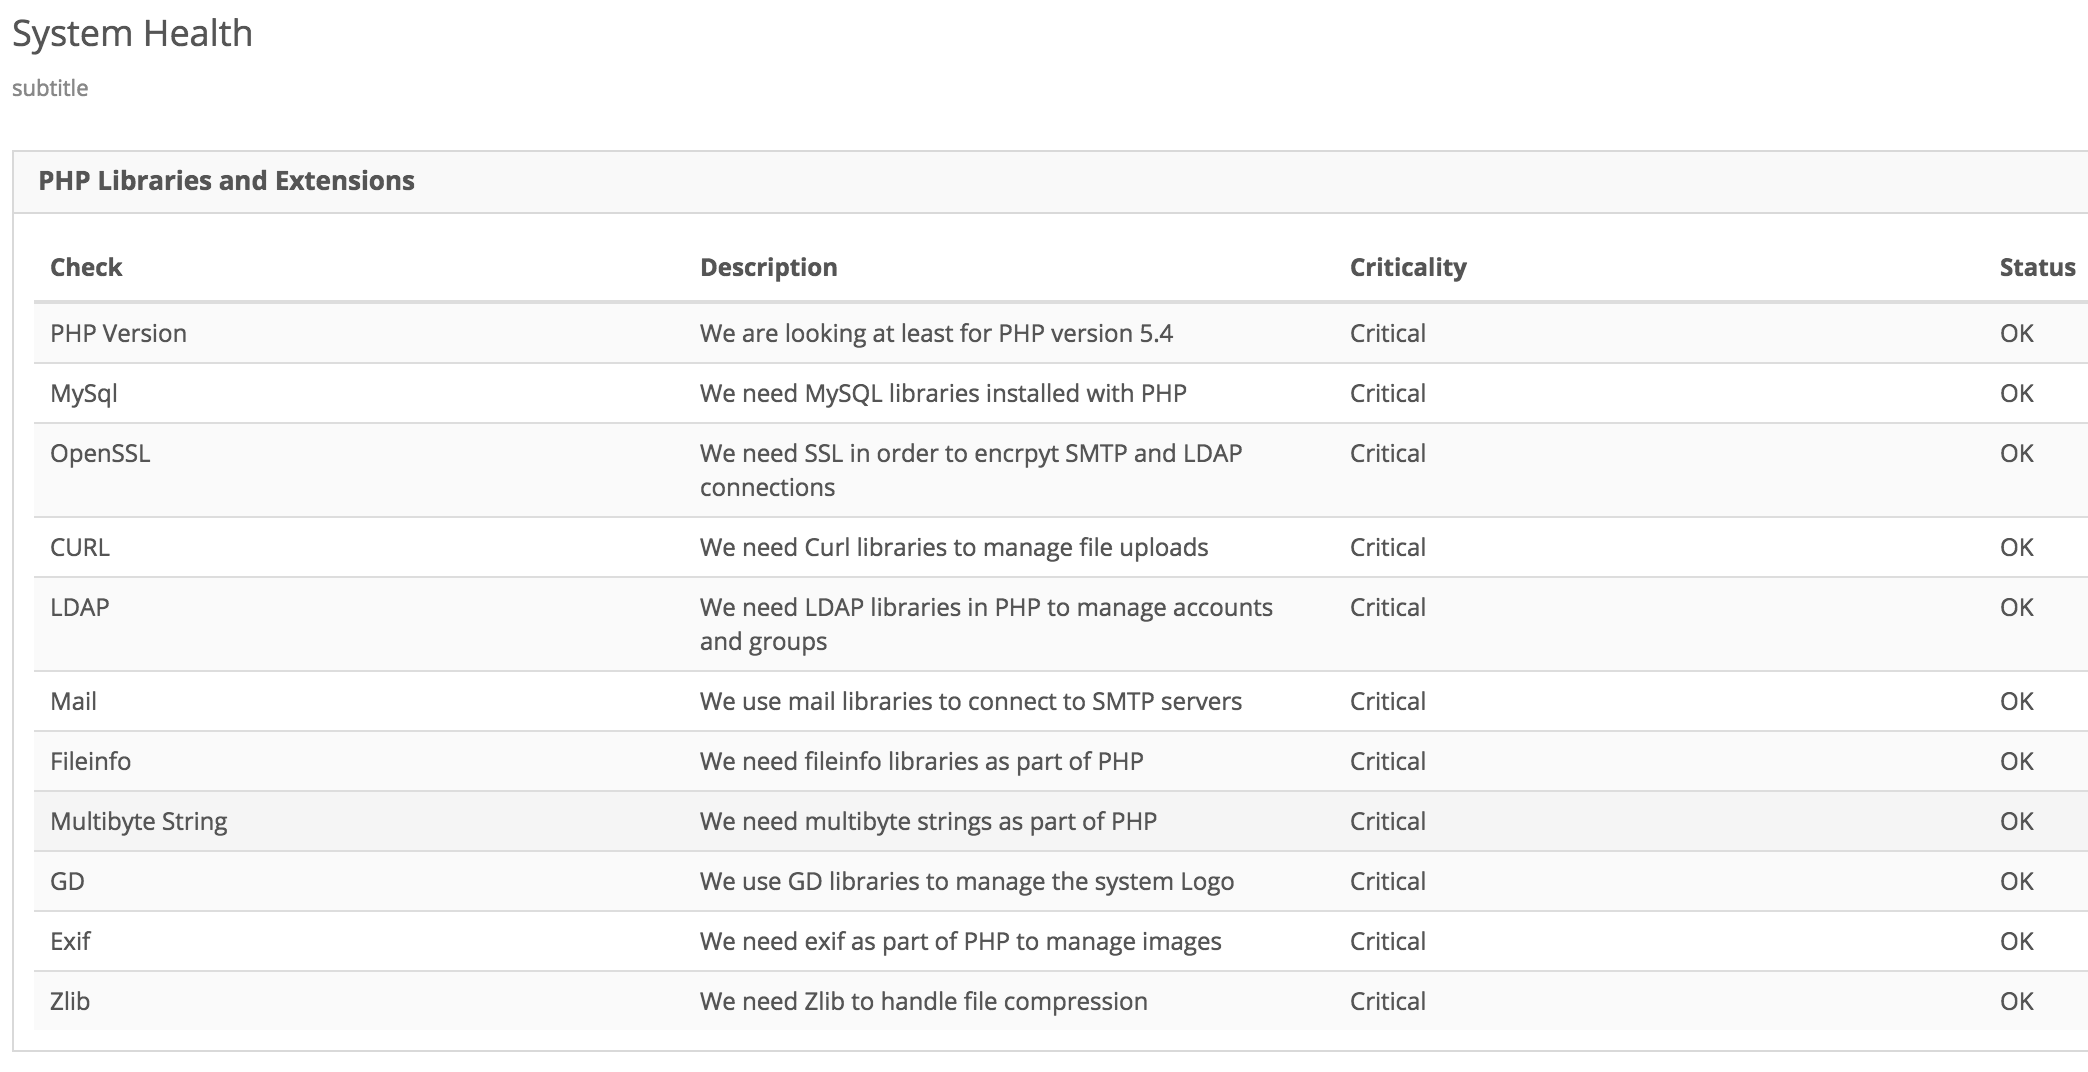 System Health
subtitle
PHP Libraries and Extensions
Check Description Criticality Status
PHP Version We are looking at least for PHP version 5.4 Critical OK
MySql We need MySQL libraries installed with PHP Critical OK
OpenSSL We need SSL in order to encrpyt SMTP and LDAP Critical OK
connections
CURL We need Curl libraries to manage file uploads Critical OK
LDAP We need LDAP libraries in PHP to manage accounts Critical OK
and groups
Mail We use mail libraries to connect to SMTP servers Critical OK
Fileinfo We need fileinfo libraries as part of PHP Critical OK
Multibyte String We need multibyte strings as part of PHP Critical OK
GD We use GD libraries to manage the system Logo Critical OK
Exif We need exif as part of PHP to manage images Critical OK
Zlib We need Zlib to handle file compression Critical OK